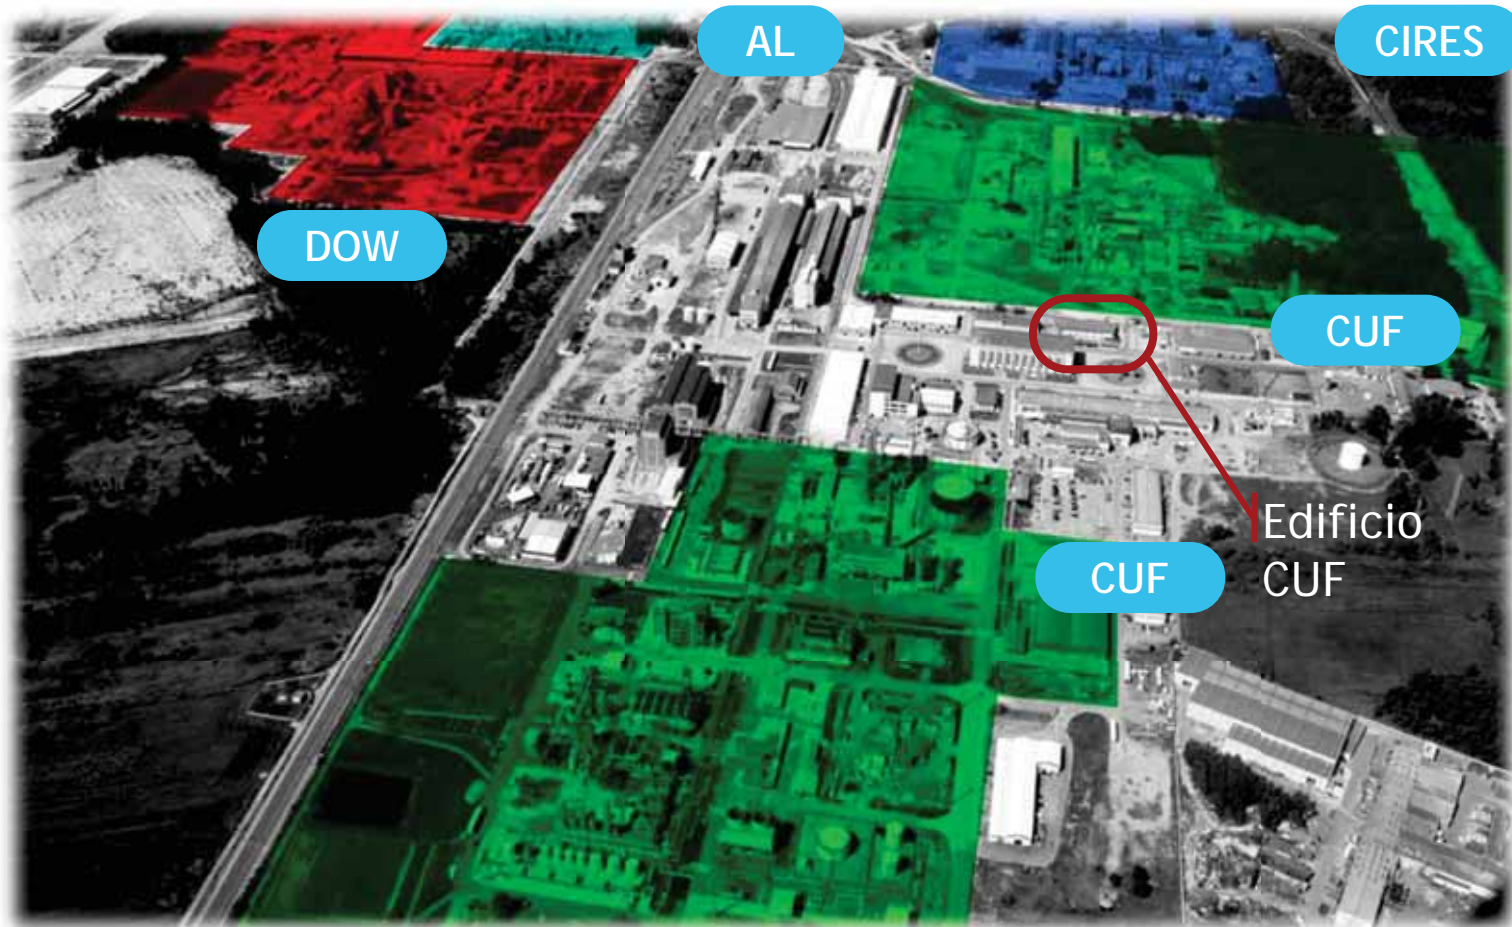 AL
CIRES
DOW
CUF
Edificio
CUF
CUF